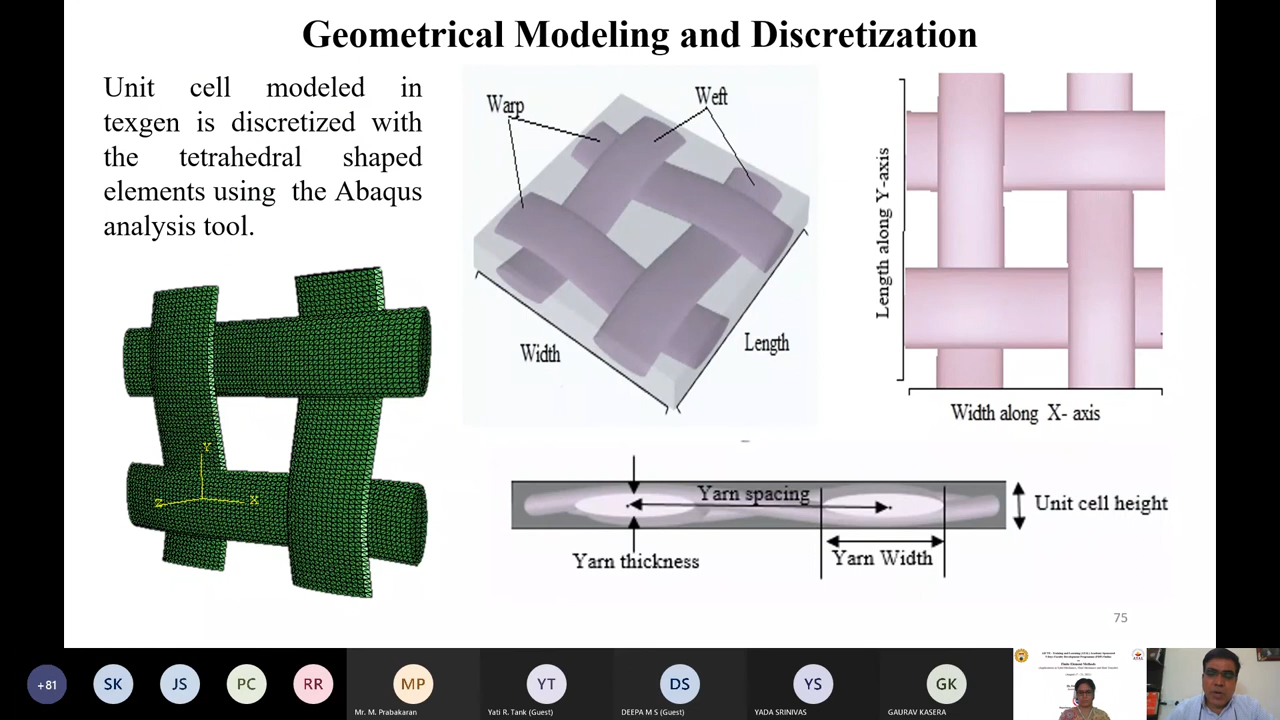 Geometrical Modeling and Discretization
Unit cell modeled in
texgen is discretized with
the tetrahedral shaped
elements using the Abaqus
analysis tool.
Warp
Weft
Width
Length
Length along Y-axis
Width along X- axis
Y
Z
X
Yarn spacing
Unit cell height
Yarn thickness
Yarn Width
75
+81
SK
JS
PC
RR
MP
YT
DS
YS
GK
Mr. M. Prabakaran
Yati R. Tank (Guest)
DEEPA M S (Guest)
YADA SRINIVAS
GAURAV KASERA